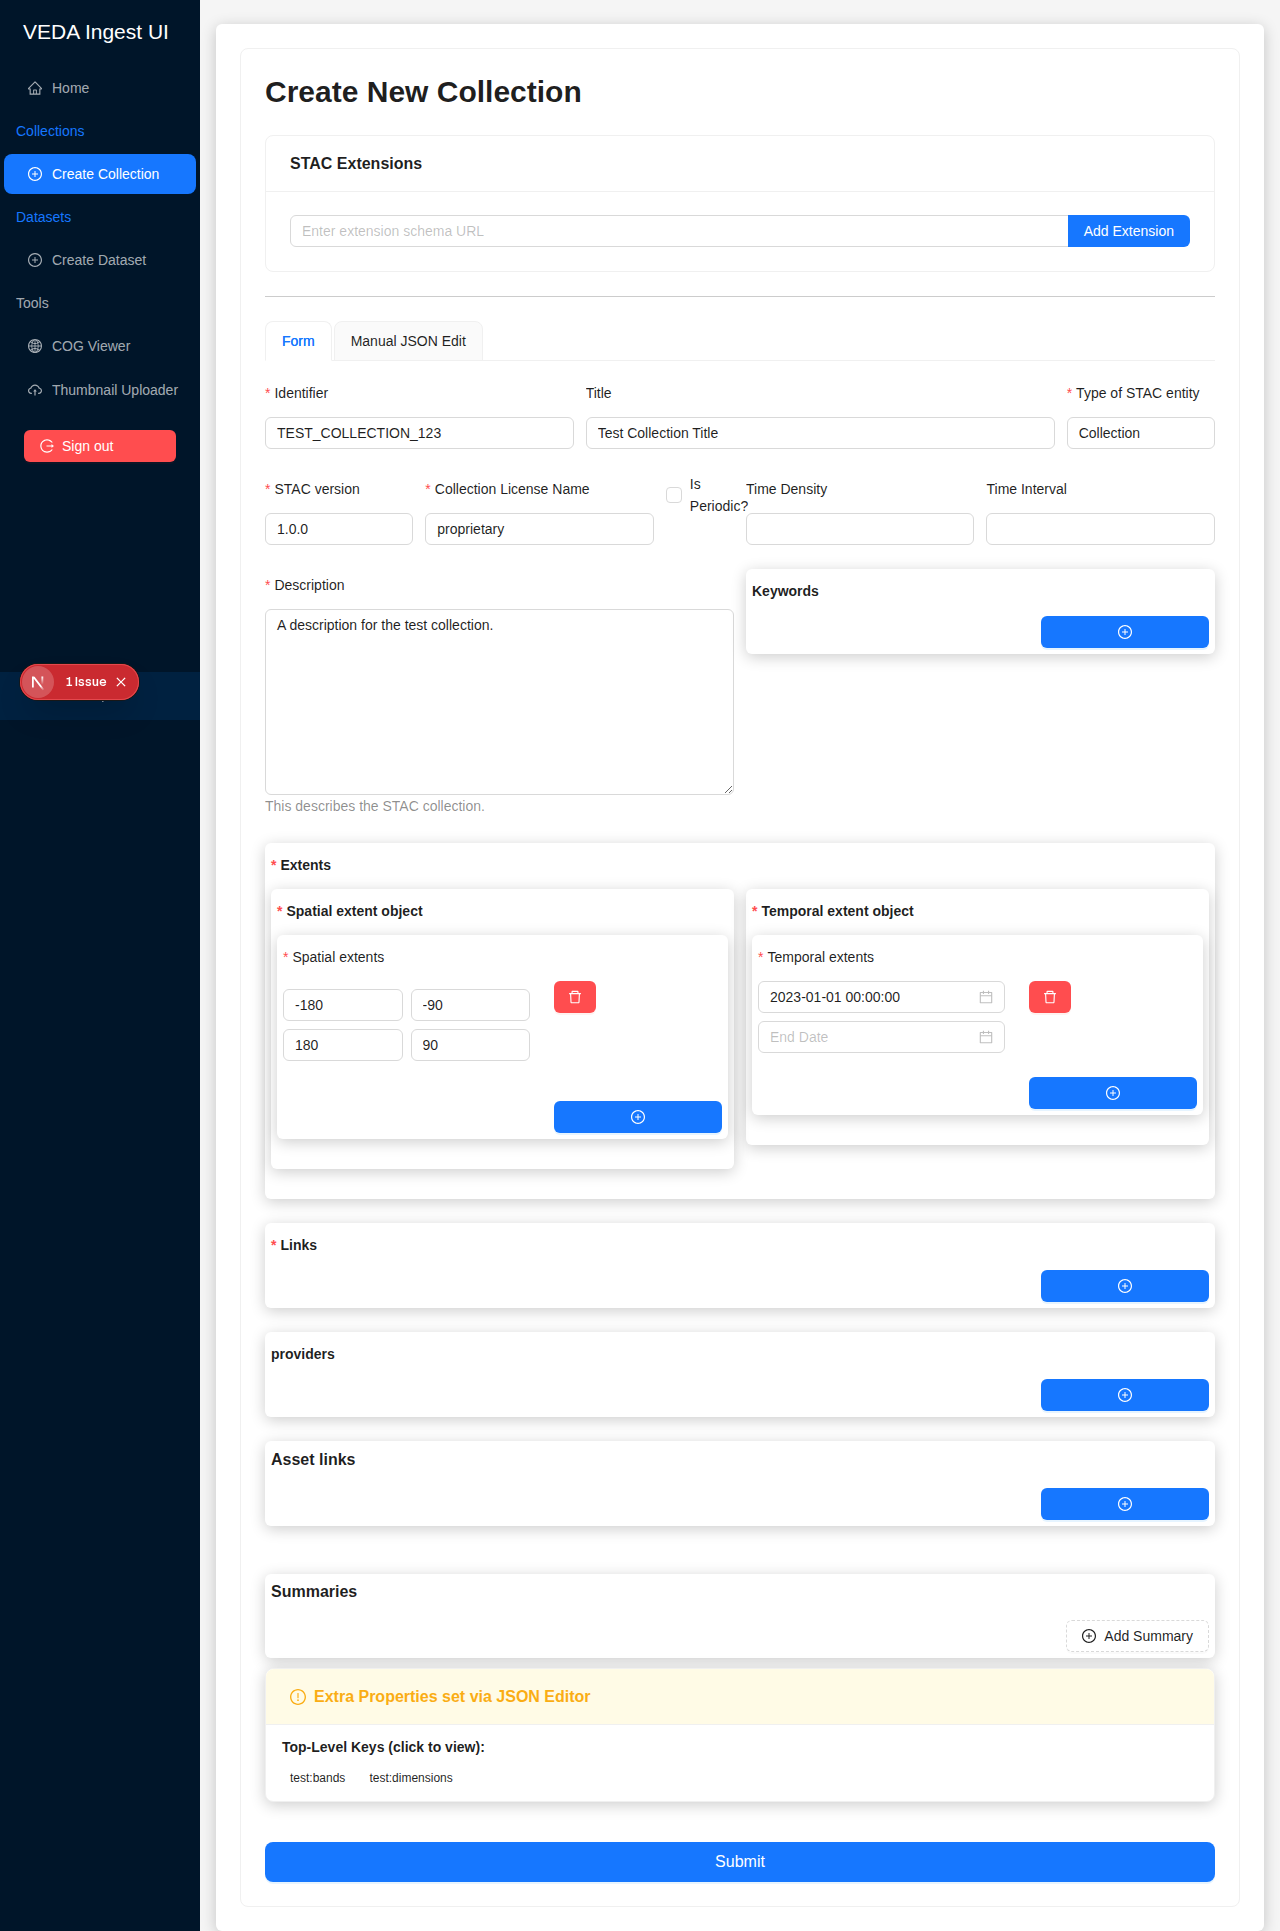 VEDA Ingest UI
Home
Collections
Create Collection
Datasets
Create Dataset
Tools
COG Viewer
Thumbnail Uploader
Sign out
1 Issue
Create New Collection
STAC Extensions
Enter extension schema URL
Add Extension
Form
Manual JSON Edit
* Identifier
Title
* Type of STAC entity
TEST_COLLECTION_123
Test Collection Title
Collection
* STAC version
* Collection License Name
Is
Periodic?
Time Density
Time Interval
1.0.0
proprietary
* Description
A description for the test collection.
This describes the STAC collection.
Keywords
* Extents
* Spatial extent object
* Spatial extents
-180
-90
180
90
* Temporal extent object
* Temporal extents
2023-01-01 00:00:00
End Date
* Links
providers
Asset links
Summaries
Add Summary
Extra Properties set via JSON Editor
Top-Level Keys (click to view):
test:bands
test:dimensions
Submit